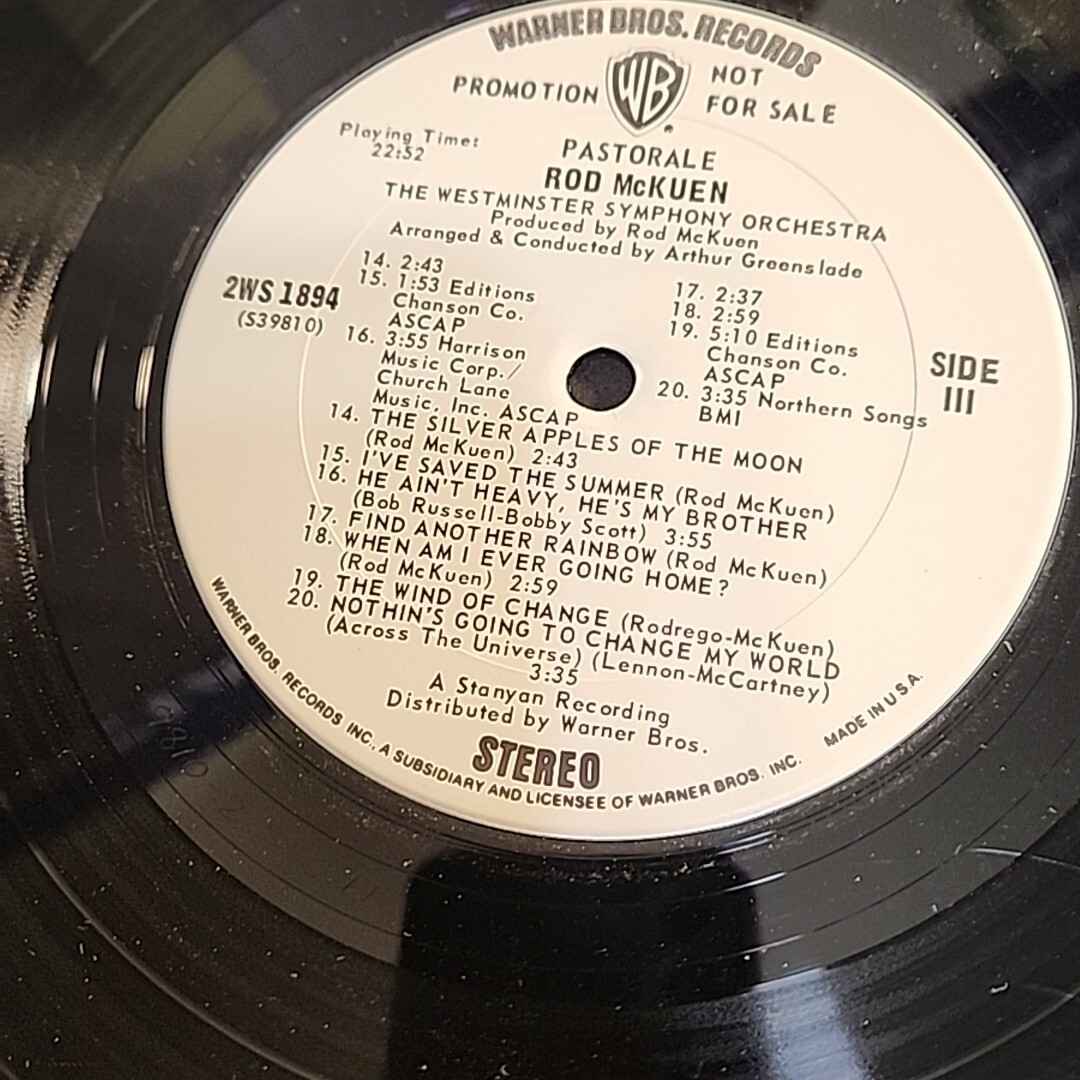 WARNER BROS. RECORDS
PROMOTION WB NOT
FOR SALE
Playing Time:
22:52
PASTORALE
ROD McKUEN
THE WESTMINSTER SYMPHONY ORCHESTRA
Produced by Rod McKuen
Arranged & Conducted by Arthur Greenslade
2WS 1894
(S39810)
14. 2:43
15. 1:53 Editions
Chanson Co.
ASCAP
16. 3:55 Harrison
Music Corp./
Church Lane
Music, Inc. ASCAP
17. 2:37
18. 2:59
19. 5:10 Editions
Chanson Co.
ASCAP
20. 3:35 Northern Songs
BMI
SIDE
III
14. THE SILVER APPLES OF THE MOON
(Rod McKuen) 2:43
15. I'VE SAVED THE SUMMER (Rod McKuen)
16. HE AIN'T HEAVY, HE'S MY BROTHER
(Bob Russell-Bobby Scott) 3:55
17. FIND ANOTHER RAINBOW (Rod McKuen)
18. WHEN AM I EVER GOING HOME?
(Rod McKuen) 2:59
19. THE WIND OF CHANGE (Rodrego-McKuen)
20. NOTHIN'S GOING TO CHANGE MY WORLD
(Across The Universe) (Lennon-McCartney)
3:35
A Stanyan Recording
Distributed by Warner Bros.
STEREO
WARNER BROS. RECORDS INC., A SUBSIDIARY AND LICENSEE OF WARNER BROS. INC.
MADE IN U.S.A.